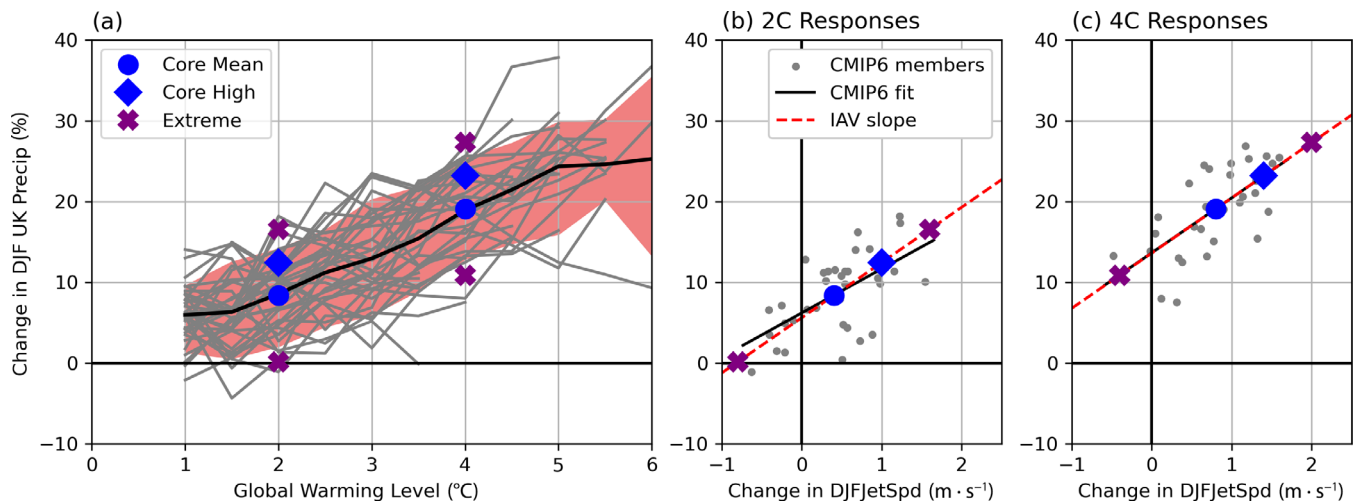 (a)
(b) 2C Responses
(c) 4C Responses
Change in DJF UK Precip (%)
40
30
20
10
0
−10
Core Mean
Core High
Extreme
0
1
2
3
4
5
6
Global Warming Level (°C)
40
30
20
10
0
−10
CMIP6 members
CMIP6 fit
IAV slope
−1
0
1
2
Change in DJFJetSpd (m · s⁻¹)
40
30
20
10
0
−10
−1
0
1
2
Change in DJFJetSpd (m · s⁻¹)